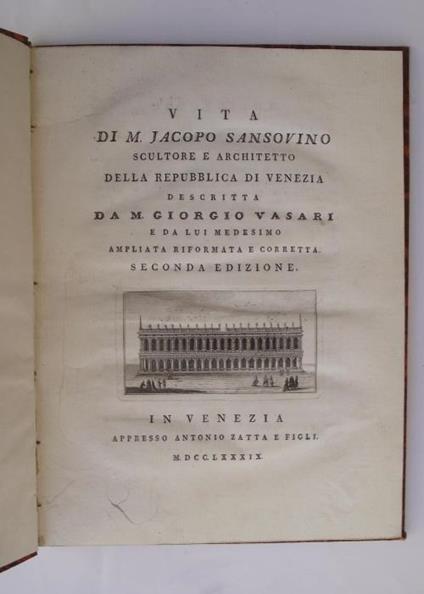 VITA
DI M. JACOPO SANSOVINO
SCULTORE E ARCHITETTO
DELLA REPUBBLICA DI VENEZIA
DESCRITTA
DA M. GIORGIO VASARI
E DA LUI MEDESIMO
AMPLIATA RIFORMATA E CORRETTA.
SECONDA EDIZIONE.
IN VENEZIA
APPRESSO ANTONIO ZATTA E FIGLI.
M.DCC.LXXXIX.